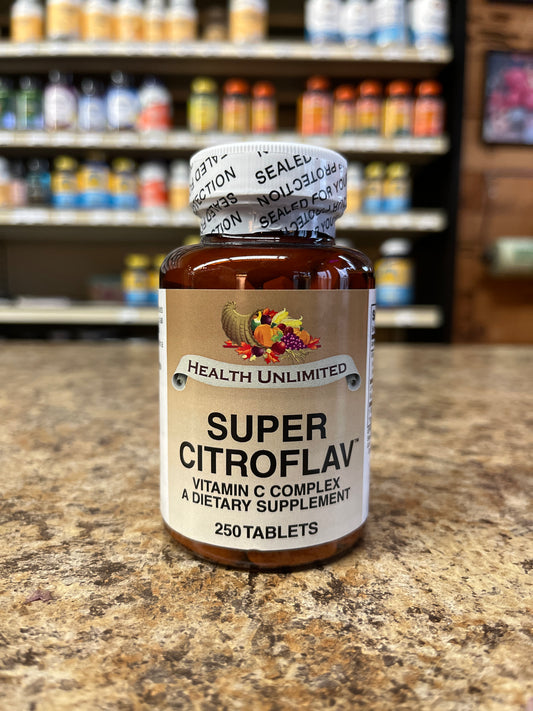 SEALED FOR YOUR PROTECTION
HEALTH UNLIMITED
SUPER
CITROFLAV™
VITAMIN C COMPLEX
A DIETARY SUPPLEMENT
250 TABLETS